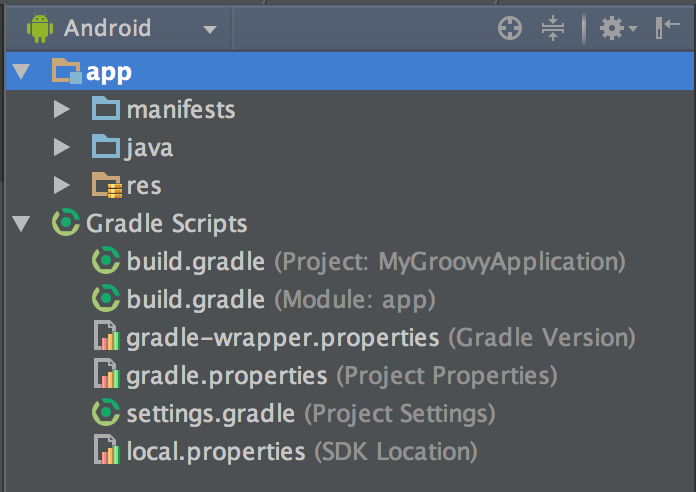 Android
app
manifests
java
res
Gradle Scripts
build.gradle (Project: MyGroovyApplication)
build.gradle (Module: app)
gradle-wrapper.properties (Gradle Version)
gradle.properties (Project Properties)
settings.gradle (Project Settings)
local.properties (SDK Location)